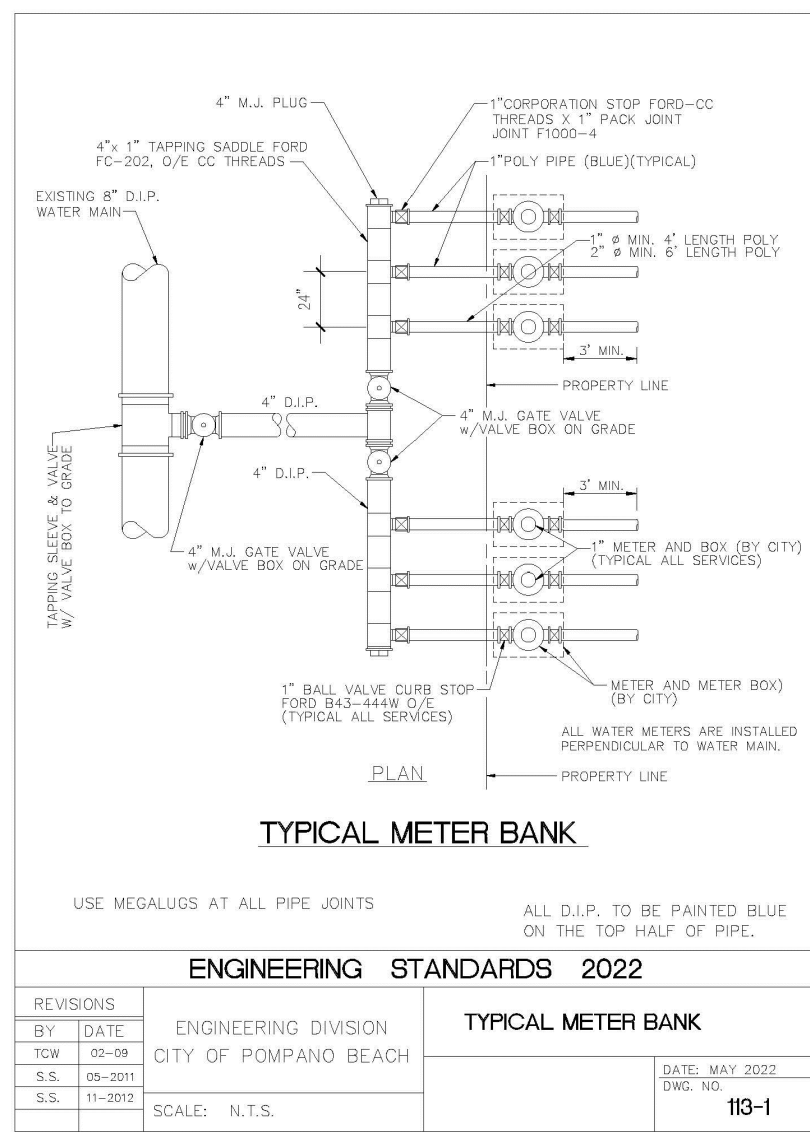 4" M.J. PLUG
1"CORPORATION STOP FORD-CC
THREADS X 1" PACK JOINT
JOINT F1000-4
4"x 1" TAPPING SADDLE FORD
FC-202, O/E CC THREADS
1"POLY PIPE (BLUE)(TYPICAL)
EXISTING 8" D.I.P.
WATER MAIN
1" ø MIN. 4' LENGTH POLY
2" ø MIN. 6' LENGTH POLY
24"
3' MIN.
PROPERTY LINE
4" D.I.P.
4" M.J. GATE VALVE
w/VALVE BOX ON GRADE
4" D.I.P.
3' MIN.
TAPPING SLEEVE & VALVE
W/ VALVE BOX TO GRADE
4" M.J. GATE VALVE
w/VALVE BOX ON GRADE
1" METER AND BOX (BY CITY)
(TYPICAL ALL SERVICES)
1" BALL VALVE CURB STOP
FORD B43-444W O/E
(TYPICAL ALL SERVICES)
METER AND METER BOX)
(BY CITY)
ALL WATER METERS ARE INSTALLED
PERPENDICULAR TO WATER MAIN.
PLAN
PROPERTY LINE
TYPICAL METER BANK
USE MEGALUGS AT ALL PIPE JOINTS
ALL D.I.P. TO BE PAINTED BLUE
ON THE TOP HALF OF PIPE.
ENGINEERING STANDARDS 2022
REVISIONS
BY DATE
TCW 02-09
S.S. 05-2011
S.S. 11-2012
ENGINEERING DIVISION
CITY OF POMPANO BEACH
SCALE: N.T.S.
TYPICAL METER BANK
DATE: MAY 2022
DWG. NO.
113-1